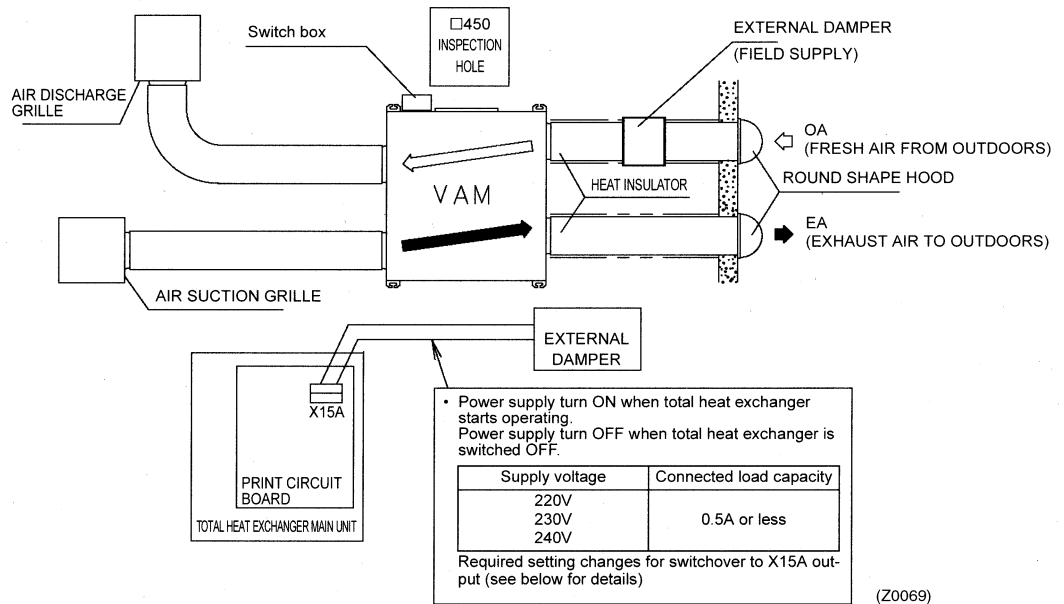 Switch box
□450
INSPECTION
HOLE
EXTERNAL DAMPER
(FIELD SUPPLY)
AIR DISCHARGE
GRILLE
OA
(FRESH AIR FROM OUTDOORS)
HEAT INSULATOR
ROUND SHAPE HOOD
VAM
EA
(EXHAUST AIR TO OUTDOORS)
AIR SUCTION GRILLE
EXTERNAL
DAMPER
X15A
PRINT CIRCUIT
BOARD
TOTAL HEAT EXCHANGER MAIN UNIT
• Power supply turn ON when total heat exchanger
starts operating.
Power supply turn OFF when total heat exchanger is
switched OFF.
Supply voltage Connected load capacity
220V
230V 0.5A or less
240V
Required setting changes for switchover to X15A out-
put (see below for details)
(Z0069)